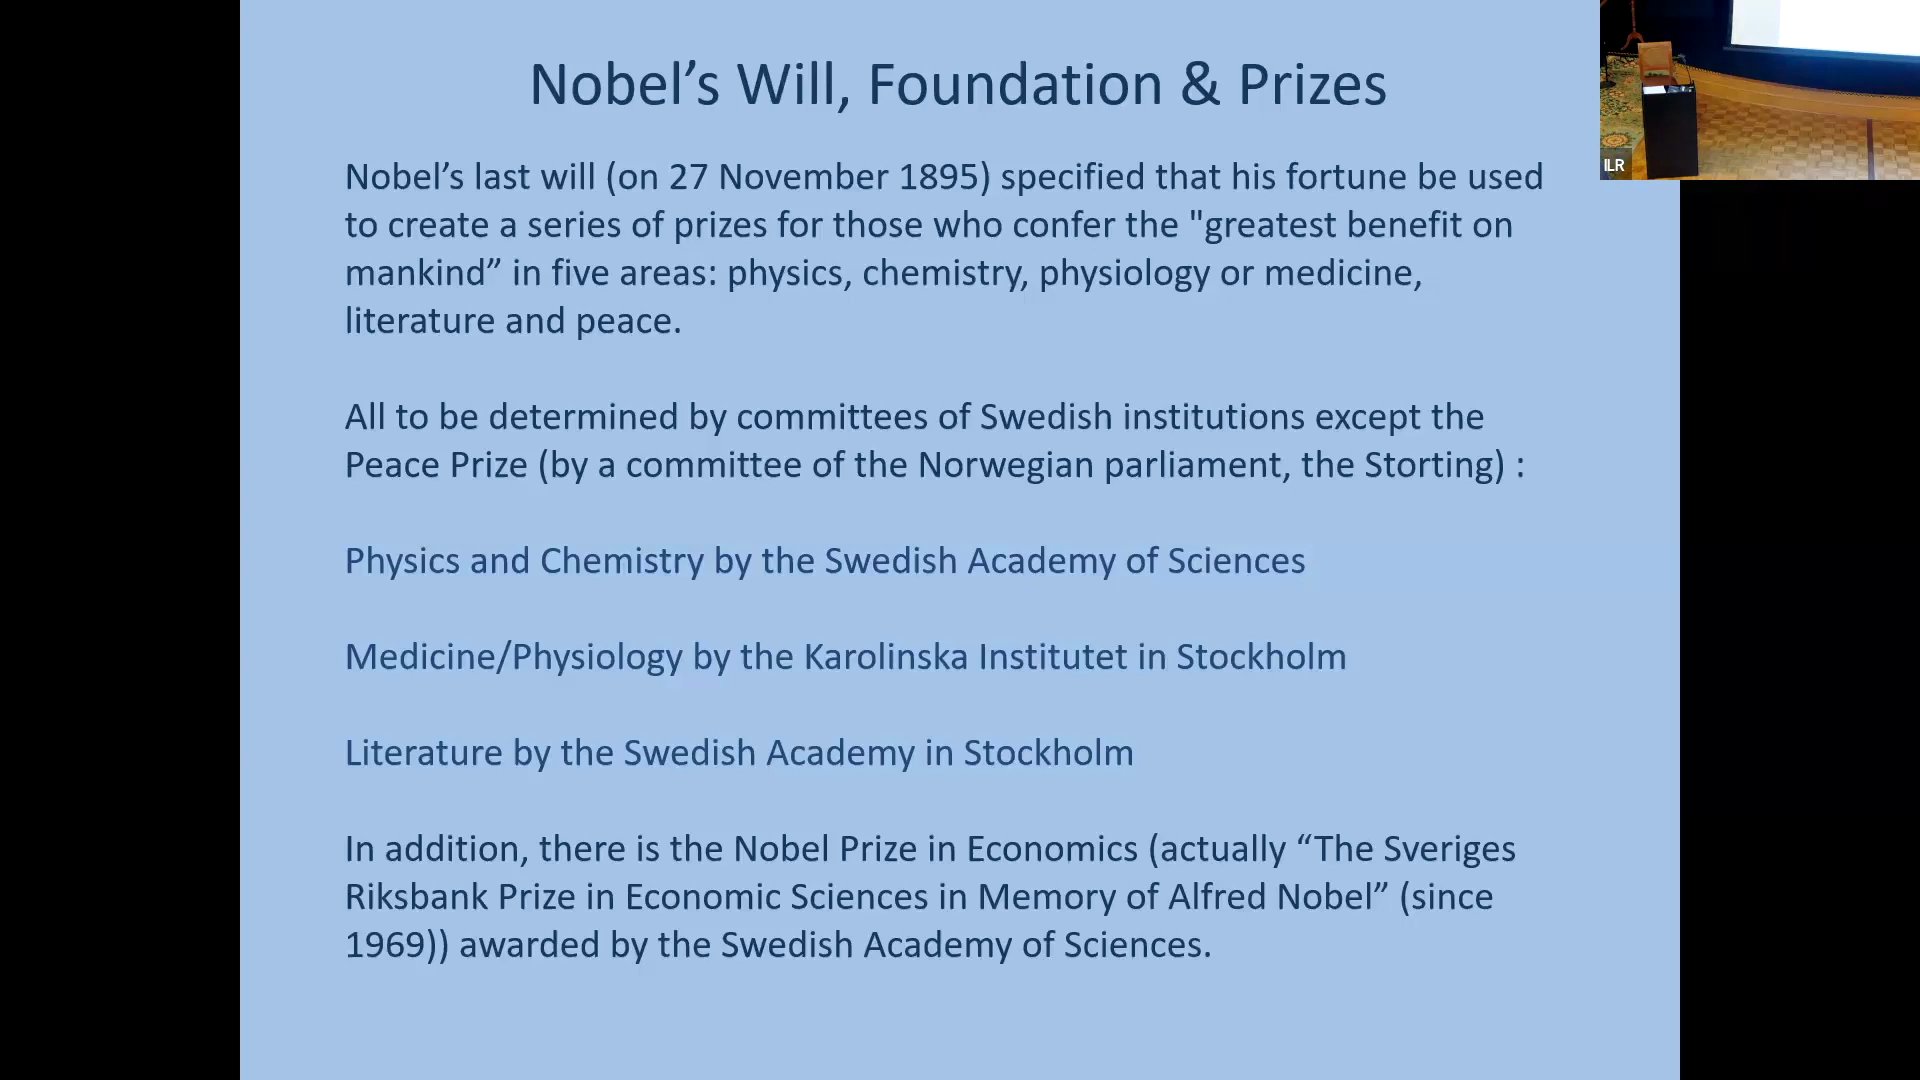 Nobel’s Will, Foundation & Prizes
Nobel’s last will (on 27 November 1895) specified that his fortune be used
to create a series of prizes for those who confer the "greatest benefit on
mankind” in five areas: physics, chemistry, physiology or medicine,
literature and peace.
All to be determined by committees of Swedish institutions except the
Peace Prize (by a committee of the Norwegian parliament, the Storting) :
Physics and Chemistry by the Swedish Academy of Sciences
Medicine/Physiology by the Karolinska Institutet in Stockholm
Literature by the Swedish Academy in Stockholm
In addition, there is the Nobel Prize in Economics (actually “The Sveriges
Riksbank Prize in Economic Sciences in Memory of Alfred Nobel” (since
1969)) awarded by the Swedish Academy of Sciences.
ILR